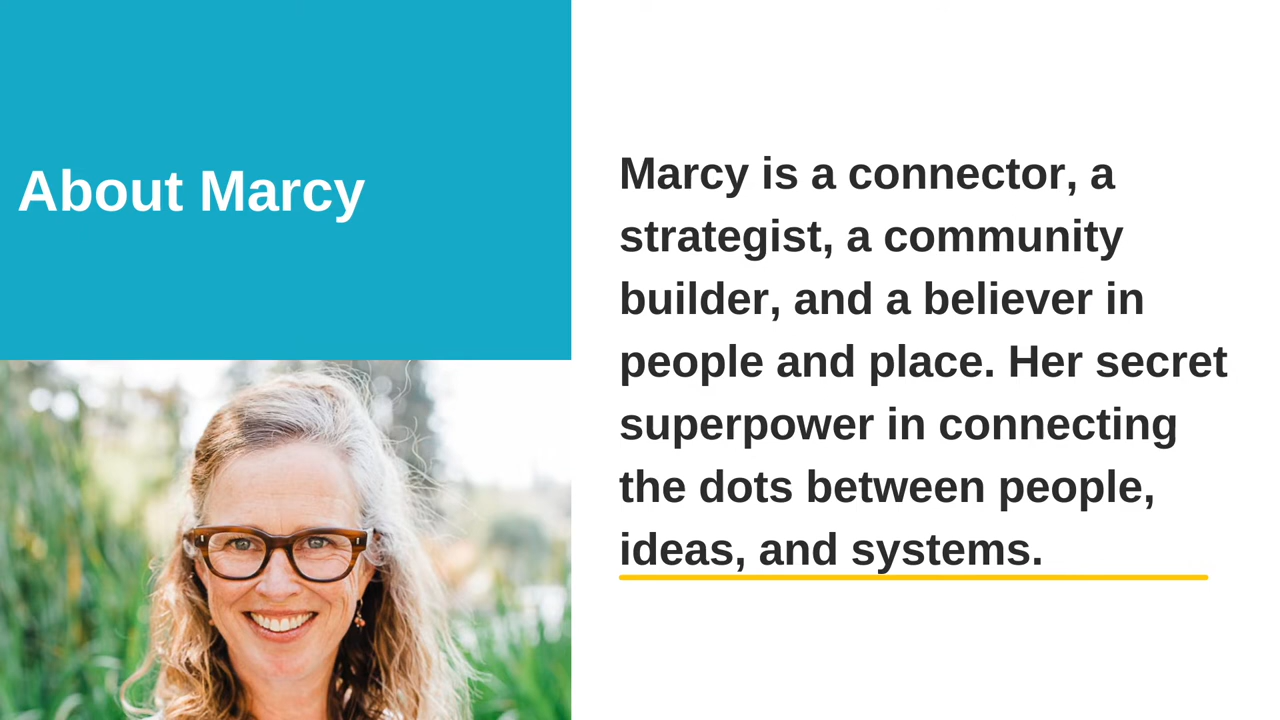 About Marcy
Marcy is a connector, a
strategist, a community
builder, and a believer in
people and place. Her secret
superpower in connecting
the dots between people,
ideas, and systems.